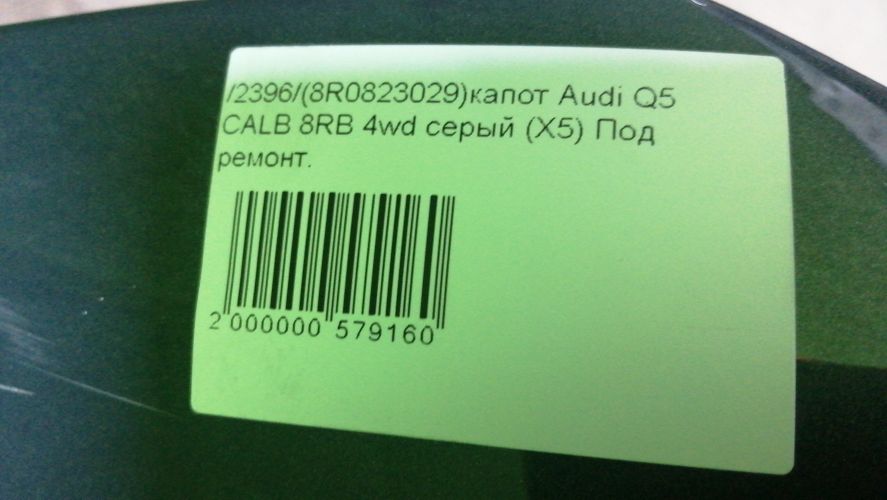 /2396/(8R0823029)капот Audi Q5
CALB 8RB 4wd серый (X5) Под
ремонт.
2 000000 579160